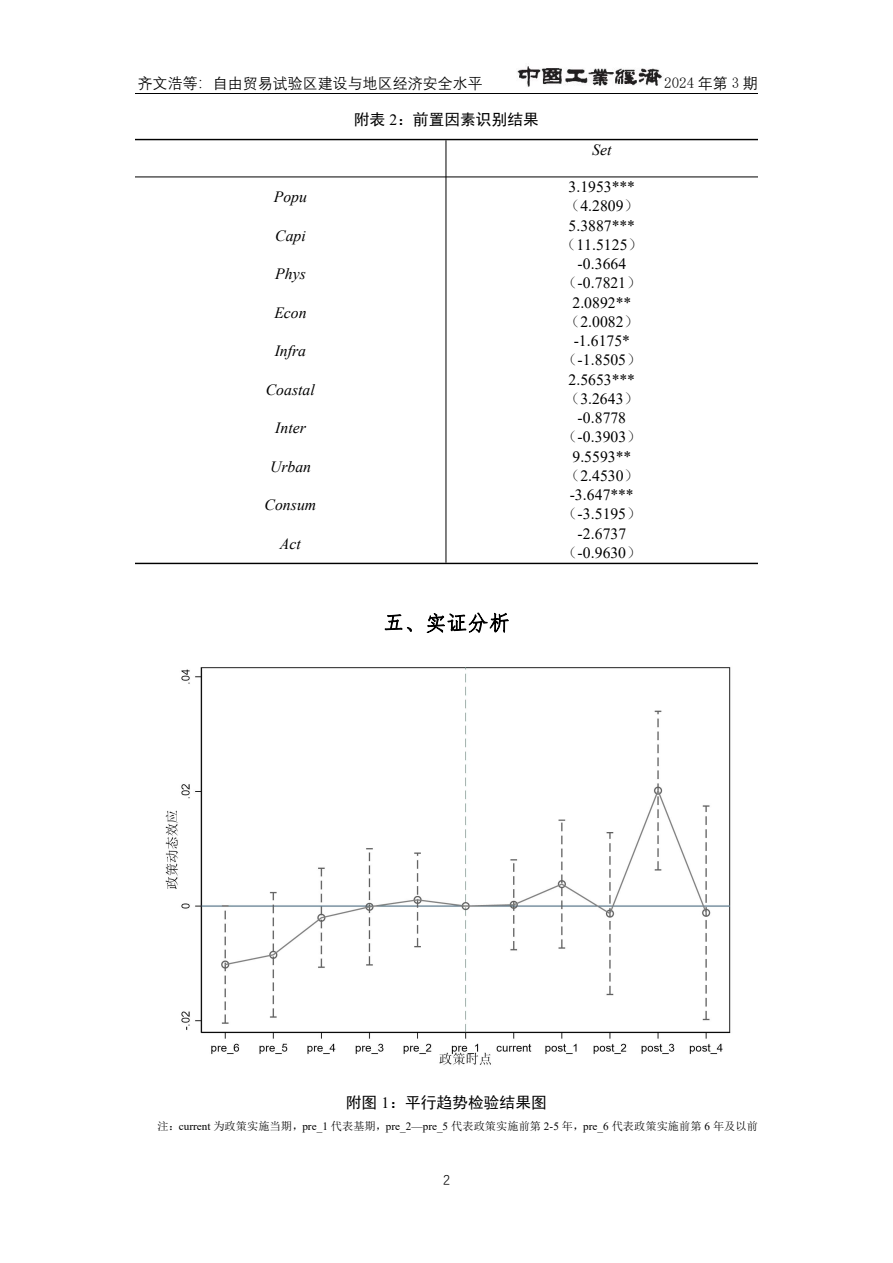 齐文浩等：自由贸易试验区建设与地区经济安全水平 中國工業經濟 2024 年第 3 期
附表 2：前置因素识别结果
Set
Popu
3.1953***
（4.2809）
Capi
5.3887***
（11.5125）
Phys
-0.3664
（-0.7821）
Econ
2.0892**
（2.0082）
Infra
-1.6175*
（-1.8505）
Coastal
2.5653***
（3.2643）
Inter
-0.8778
（-0.3903）
Urban
9.5593**
（2.4530）
Consum
-3.647***
（-3.5195）
Act
-2.6737
（-0.9630）
五、实证分析
.04
.02
0
-.02
政策动态效应
pre_6 pre_5 pre_4 pre_3 pre_2 pre_1 current post_1 post_2 post_3 post_4
政策时点
附图 1：平行趋势检验结果图
注：current 为政策实施当期，pre_1 代表基期，pre_2—pre_5 代表政策实施前第 2-5 年，pre_6 代表政策实施前第 6 年及以前
2